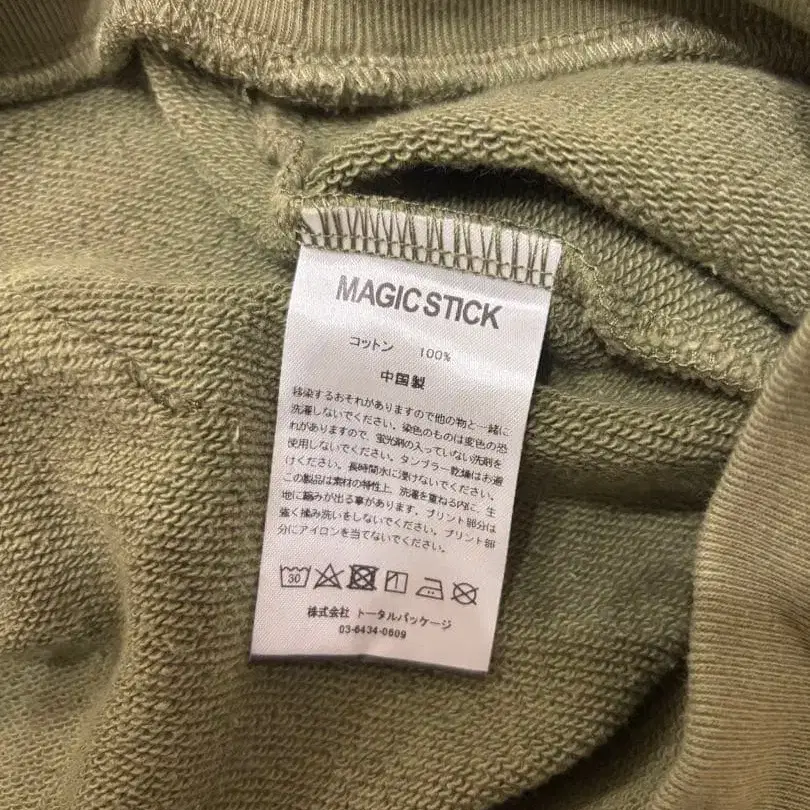 MAGIC STICK
コットン 100%
中国製
移染するおそれがありますので他の物と一緒に
洗濯しないでください。染色のものは変色の恐
れがありますので、蛍光剤の入っていない洗剤を
使用しないでください。タンブラー乾燥はお避
けください。長時間水に浸けないでください。
この製品は素材の特性上、洗濯を重ねる内に、生
地に縮みが出る事があります。プリント部分は
強く揉み洗いをしないでください。プリント部
分にアイロンを当てないでください。
30
株式会社 トータルパッケージ
03-6434-0609